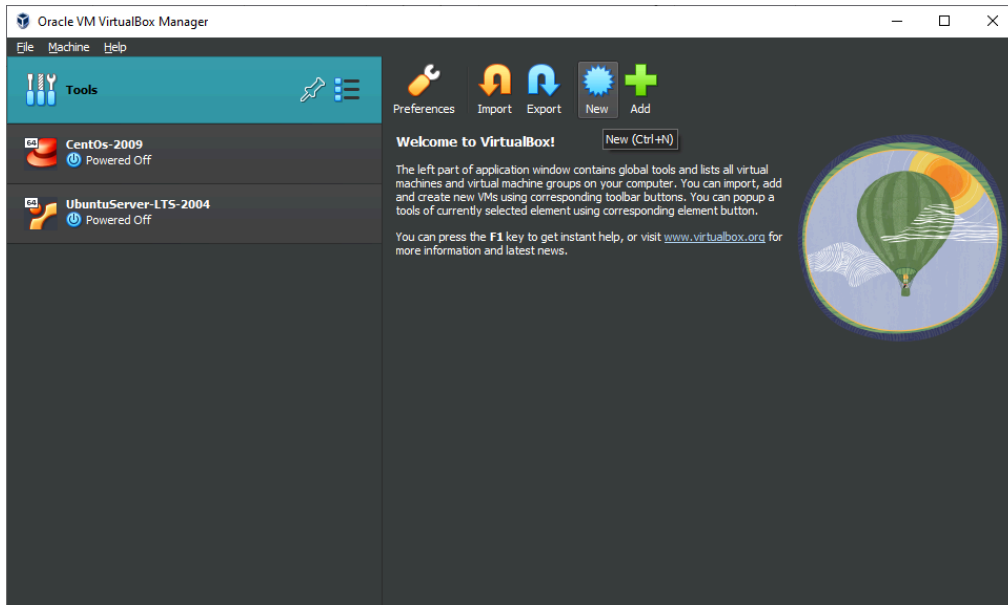 Oracle VM VirtualBox Manager
File Machine Help
Tools
Preferences Import Export New Add
64 CentOs-2009
Powered Off
64 UbuntuServer-LTS-2004
Powered Off
Welcome to VirtualBox!
New (Ctrl+N)
The left part of application window contains global tools and lists all virtual
machines and virtual machine groups on your computer. You can import, add
and create new VMs using corresponding toolbar buttons. You can popup a
tools of currently selected element using corresponding element button.
You can press the F1 key to get instant help, or visit www.virtualbox.org for
more information and latest news.